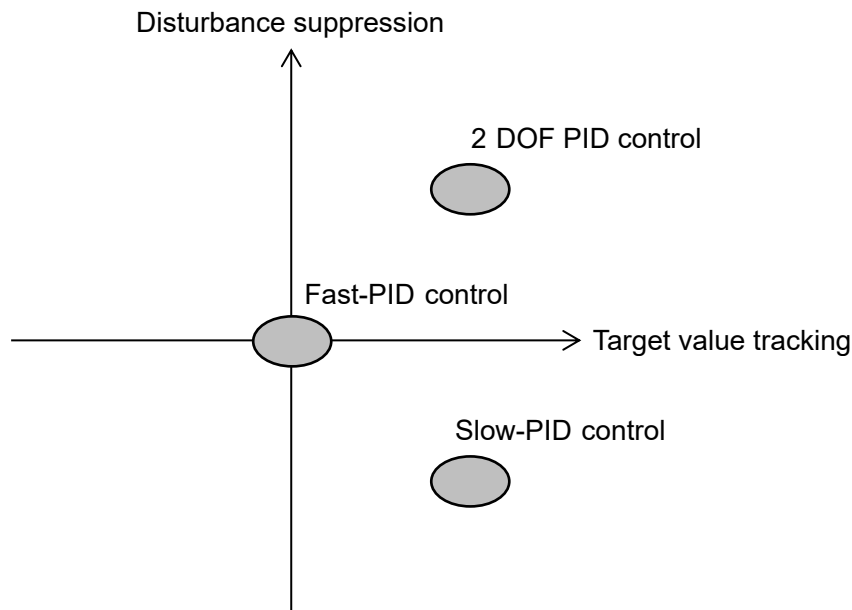 Disturbance suppression
2 DOF PID control
Fast-PID control
Target value tracking
Slow-PID control